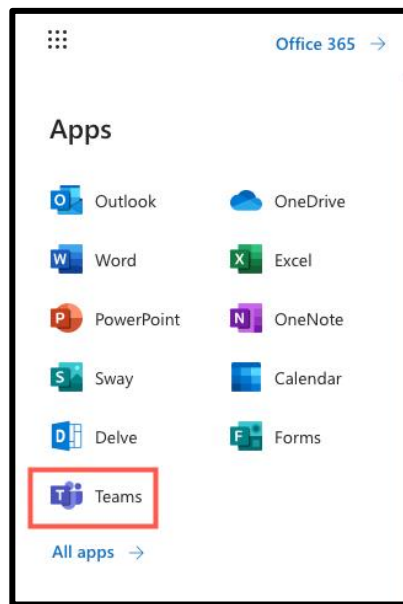 Office 365 →
Apps
Outlook OneDrive
Word Excel
PowerPoint OneNote
Sway Calendar
Delve Forms
Teams
All apps →